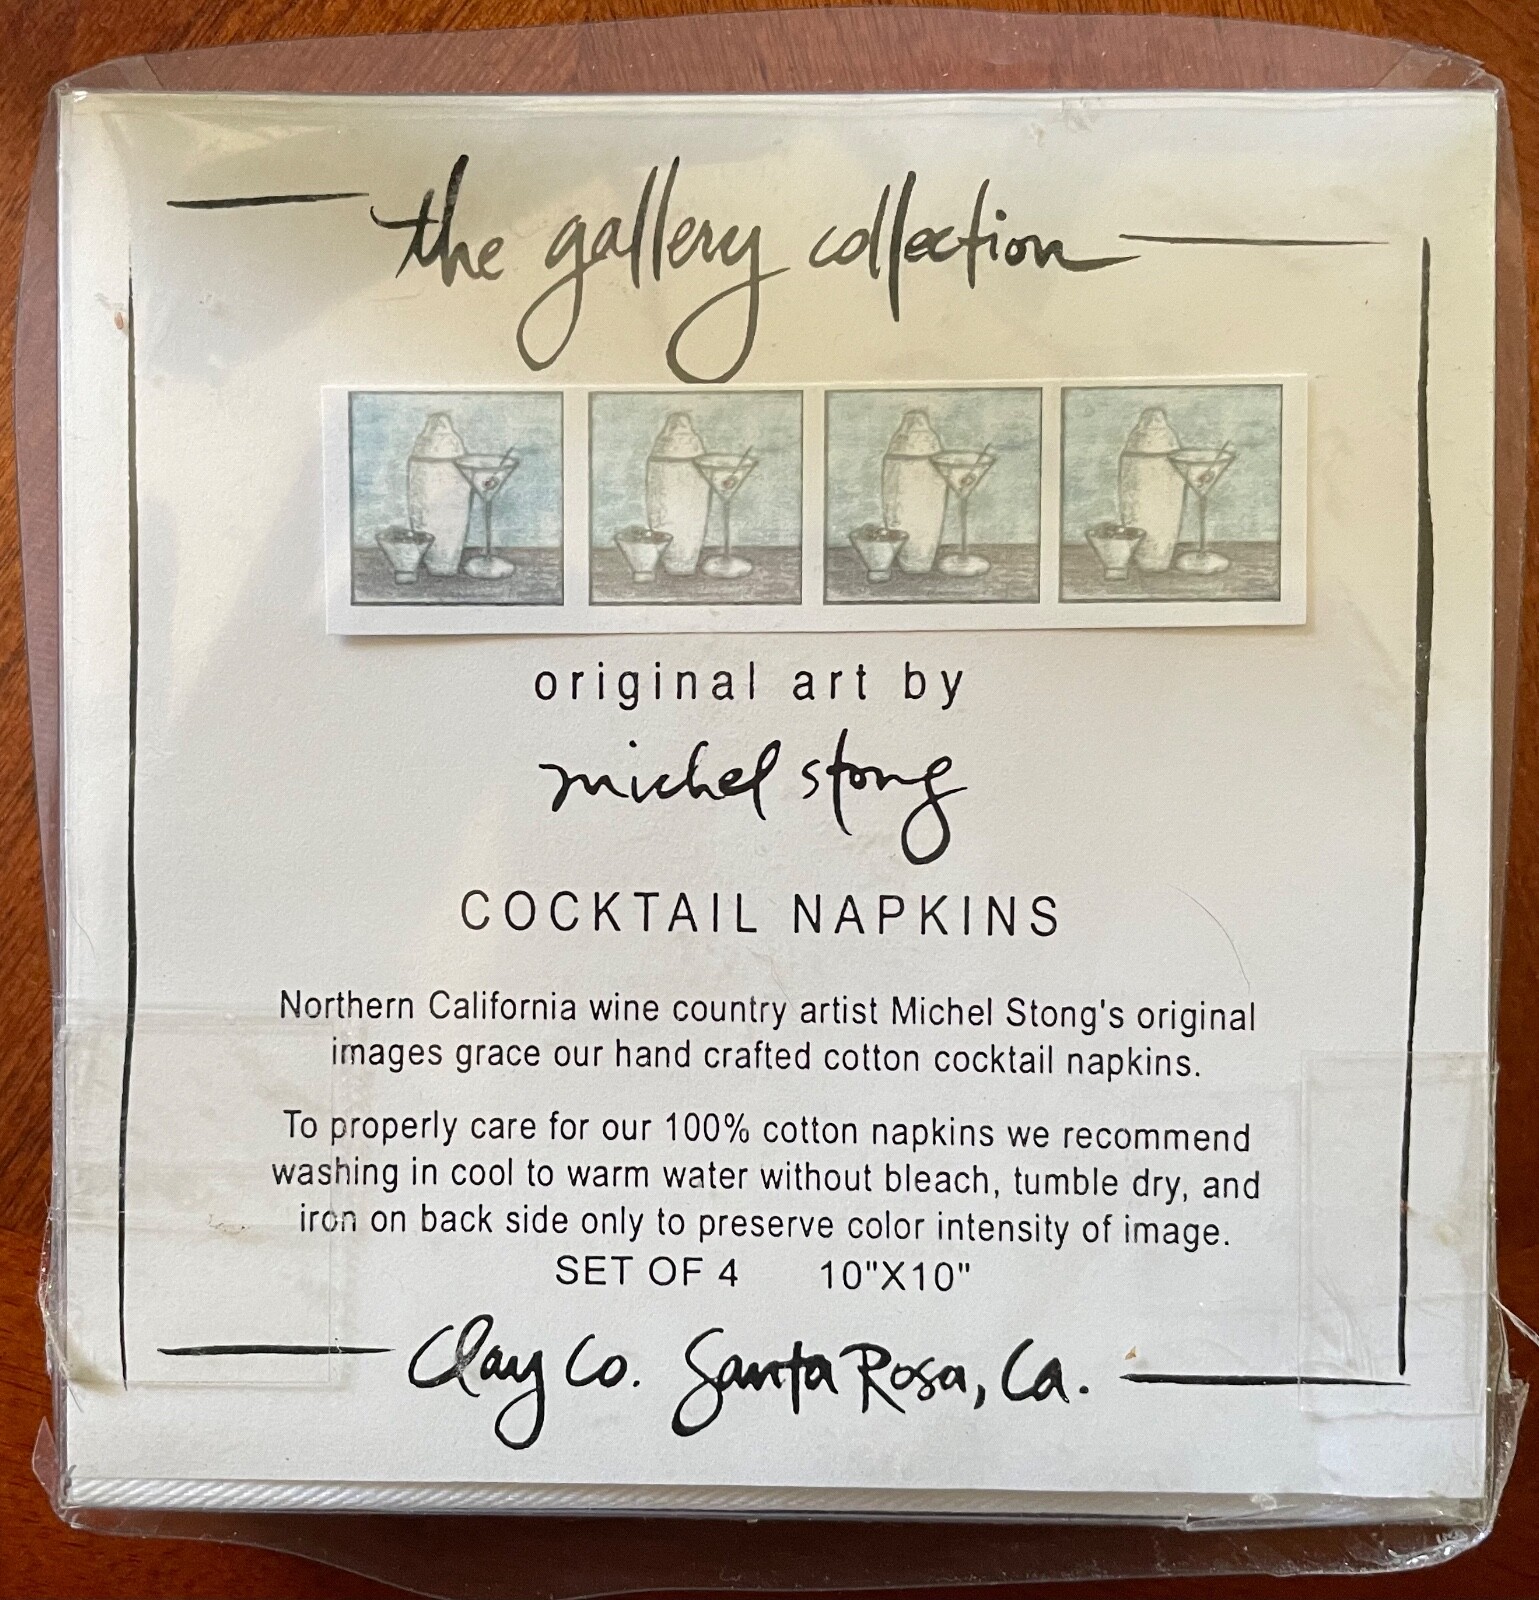 the gallery collection
original art by
michel stong
COCKTAIL NAPKINS
Northern California wine country artist Michel Stong's original
images grace our hand crafted cotton cocktail napkins.
To properly care for our 100% cotton napkins we recommend
washing in cool to warm water without bleach, tumble dry, and
iron on back side only to preserve color intensity of image.
SET OF 4 10"X10"
Clay Co. Santa Rosa, Ca.